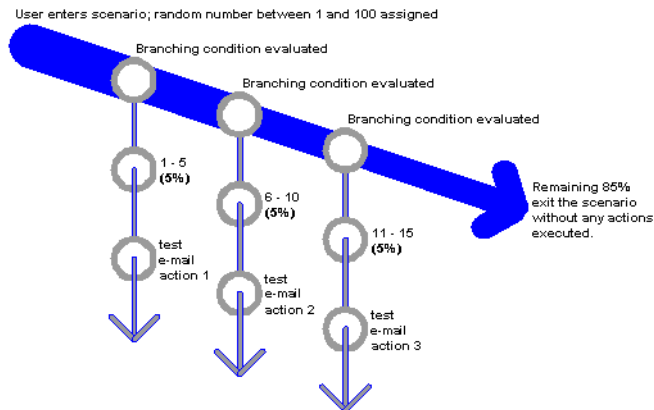 User enters scenario; random number between 1 and 100 assigned
Branching condition evaluated
Branching condition evaluated
Branching condition evaluated
1 - 5
(5%)
6 - 10
(5%)
11 - 15
(5%)
Remaining 85%
exit the scenario
without any actions
executed.
test
e-mail
action 1
test
e-mail
action 2
test
e-mail
action 3